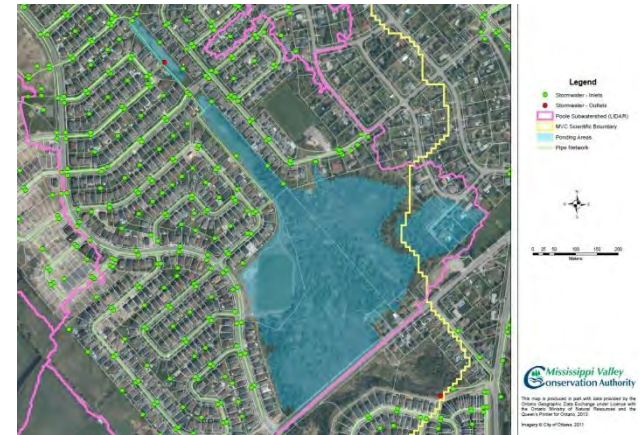 Legend
Stormwater - Inlets
Stormwater - Outlets
Poole Subwatershed (LIDAR)
MVC Scientific Boundary
Ponding Areas
Pipe Network
N
0 25 50 100 150 200
Meters
Mississippi Valley
Conservation Authority
This map is produced in part with data provided by the
Ontario Geographic Data Exchange under Licence with
the Ontario Ministry of Natural Resources and the
Queen's Printer for Ontario, 2013
Imagery © City of Ottawa, 2011